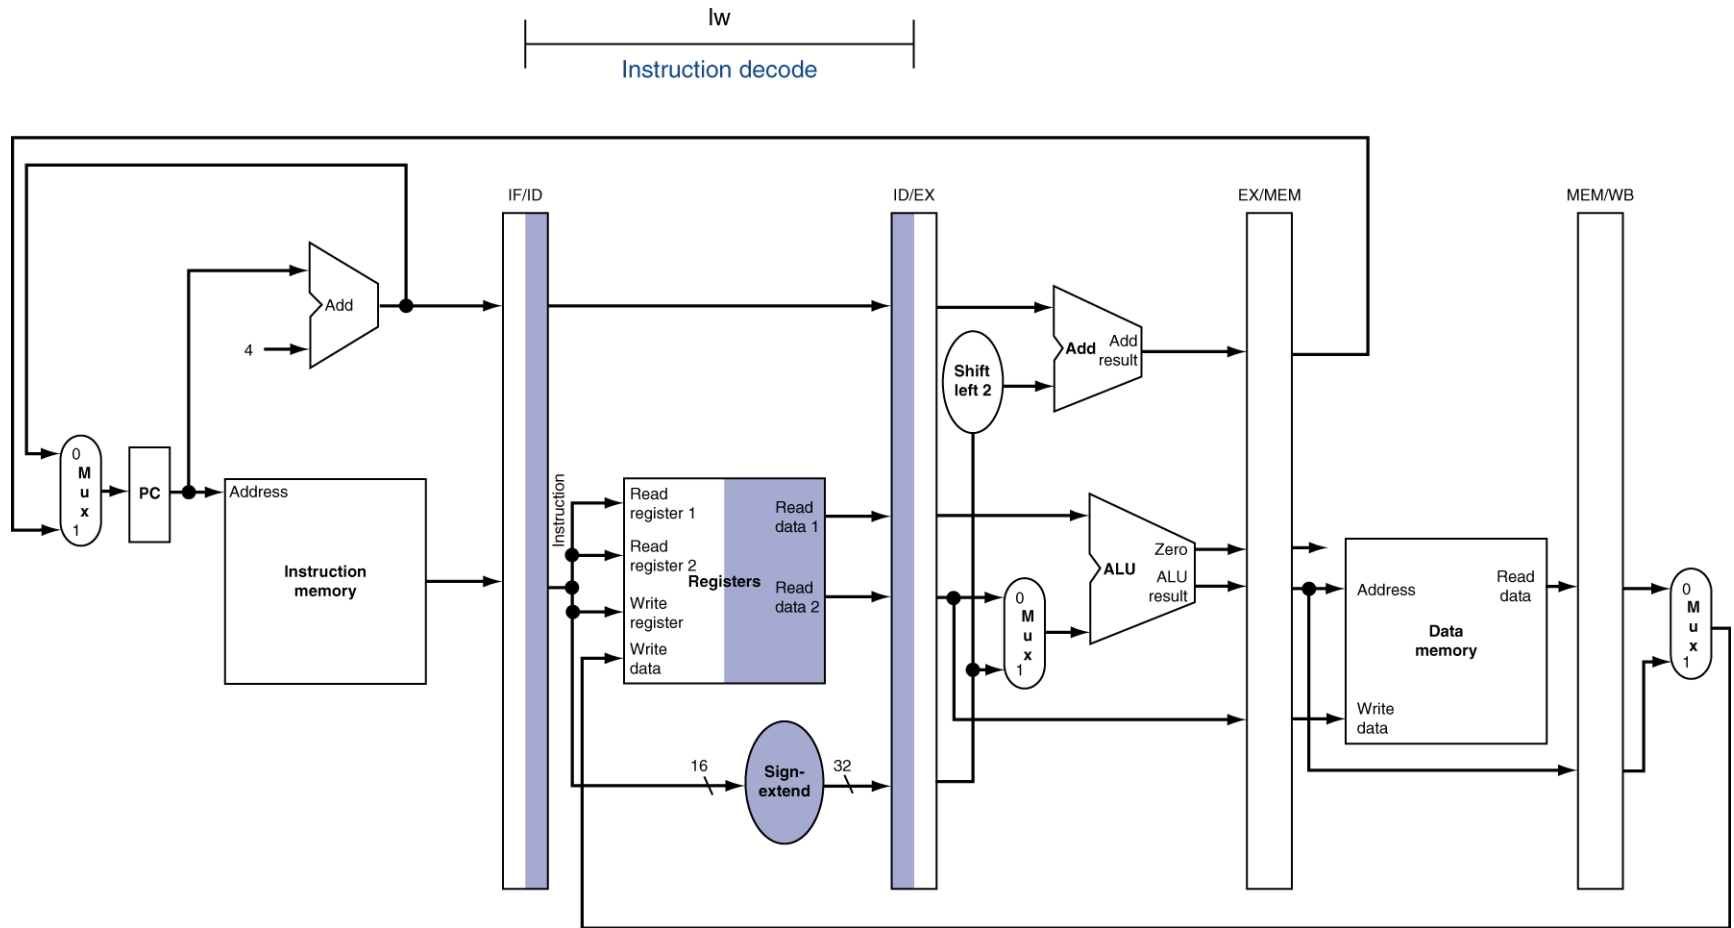 lw
Instruction decode
IF/ID
ID/EX
EX/MEM
MEM/WB
Add
4
Add
Add
result
Shift
left 2
0
M
u
x
1
PC
Address
Instruction
memory
Instruction
Read
register 1
Read
register 2
Write
register
Write
data
Registers
Read
data 1
Read
data 2
16
Sign-
extend
32
0
M
u
x
1
Zero
ALU
ALU
result
Address
Read
data
Data
memory
Write
data
0
M
u
x
1